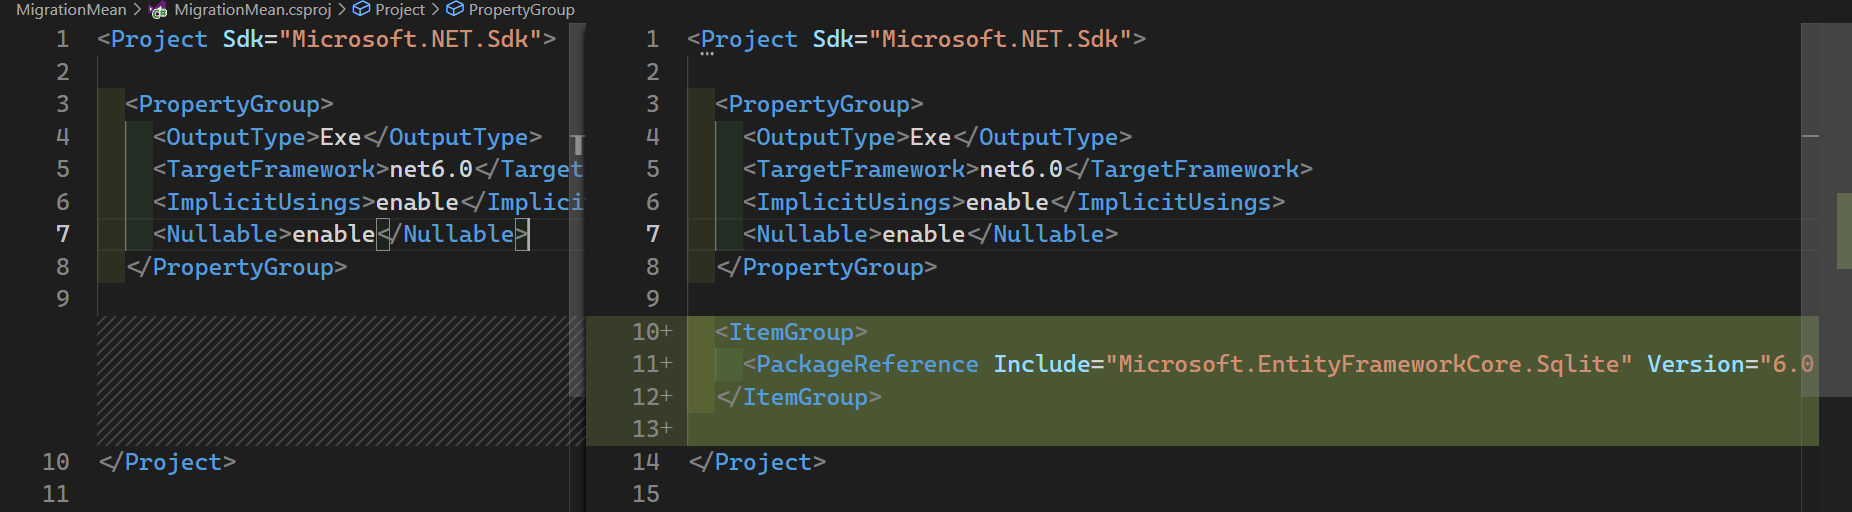 MigrationMean > MigrationMean.csproj > Project > PropertyGroup
1 <Project Sdk="Microsoft.NET.Sdk">
2
3 <PropertyGroup>
4 <OutputType>Exe</OutputType>
5 <TargetFramework>net6.0</Target
6 <ImplicitUsings>enable</Implici
7 <Nullable>enable</Nullable>
8 </PropertyGroup>
9
10 </Project>
11
1 <Project Sdk="Microsoft.NET.Sdk">
2
3 <PropertyGroup>
4 <OutputType>Exe</OutputType>
5 <TargetFramework>net6.0</TargetFramework>
6 <ImplicitUsings>enable</ImplicitUsings>
7 <Nullable>enable</Nullable>
8 </PropertyGroup>
9
10+ <ItemGroup>
11+ <PackageReference Include="Microsoft.EntityFrameworkCore.Sqlite" Version="6.0
12+ </ItemGroup>
13+
14 </Project>
15